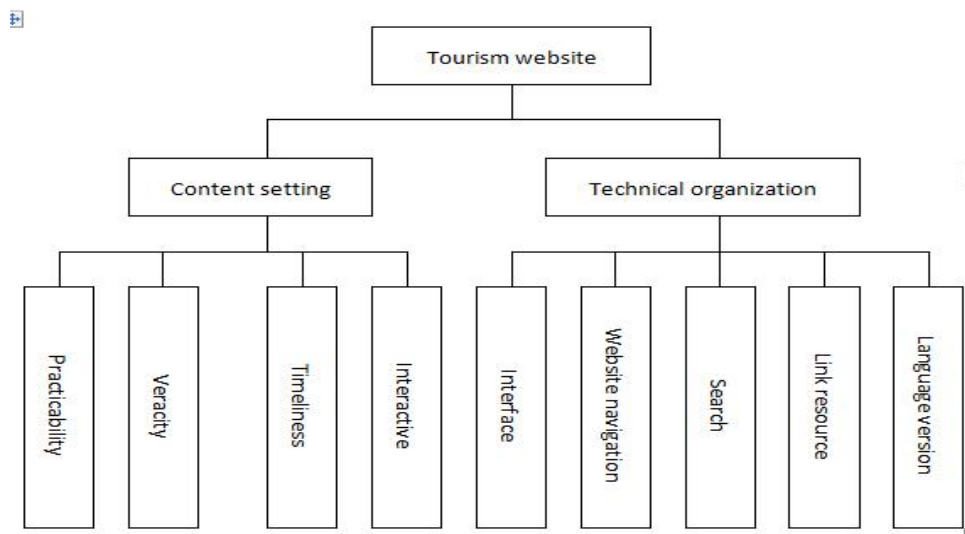 Tourism website
Content setting
Technical organization
Practicability
Veracity
Timeliness
Interactive
Interface
Website navigation
Search
Link resource
Language version